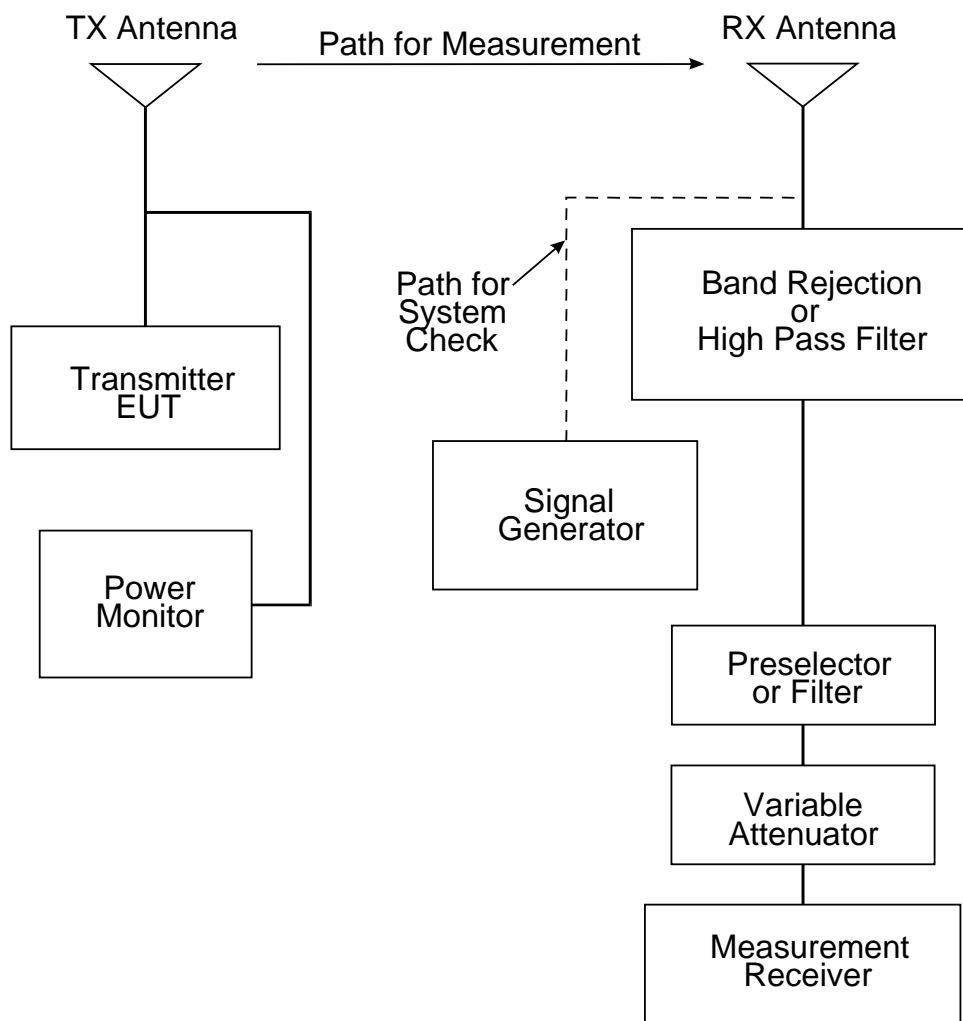 TX Antenna
Path for Measurement
RX Antenna
Path for
System
Check
Band Rejection
or
High Pass Filter
Transmitter
EUT
Signal
Generator
Power
Monitor
Preselector
or Filter
Variable
Attenuator
Measurement
Receiver